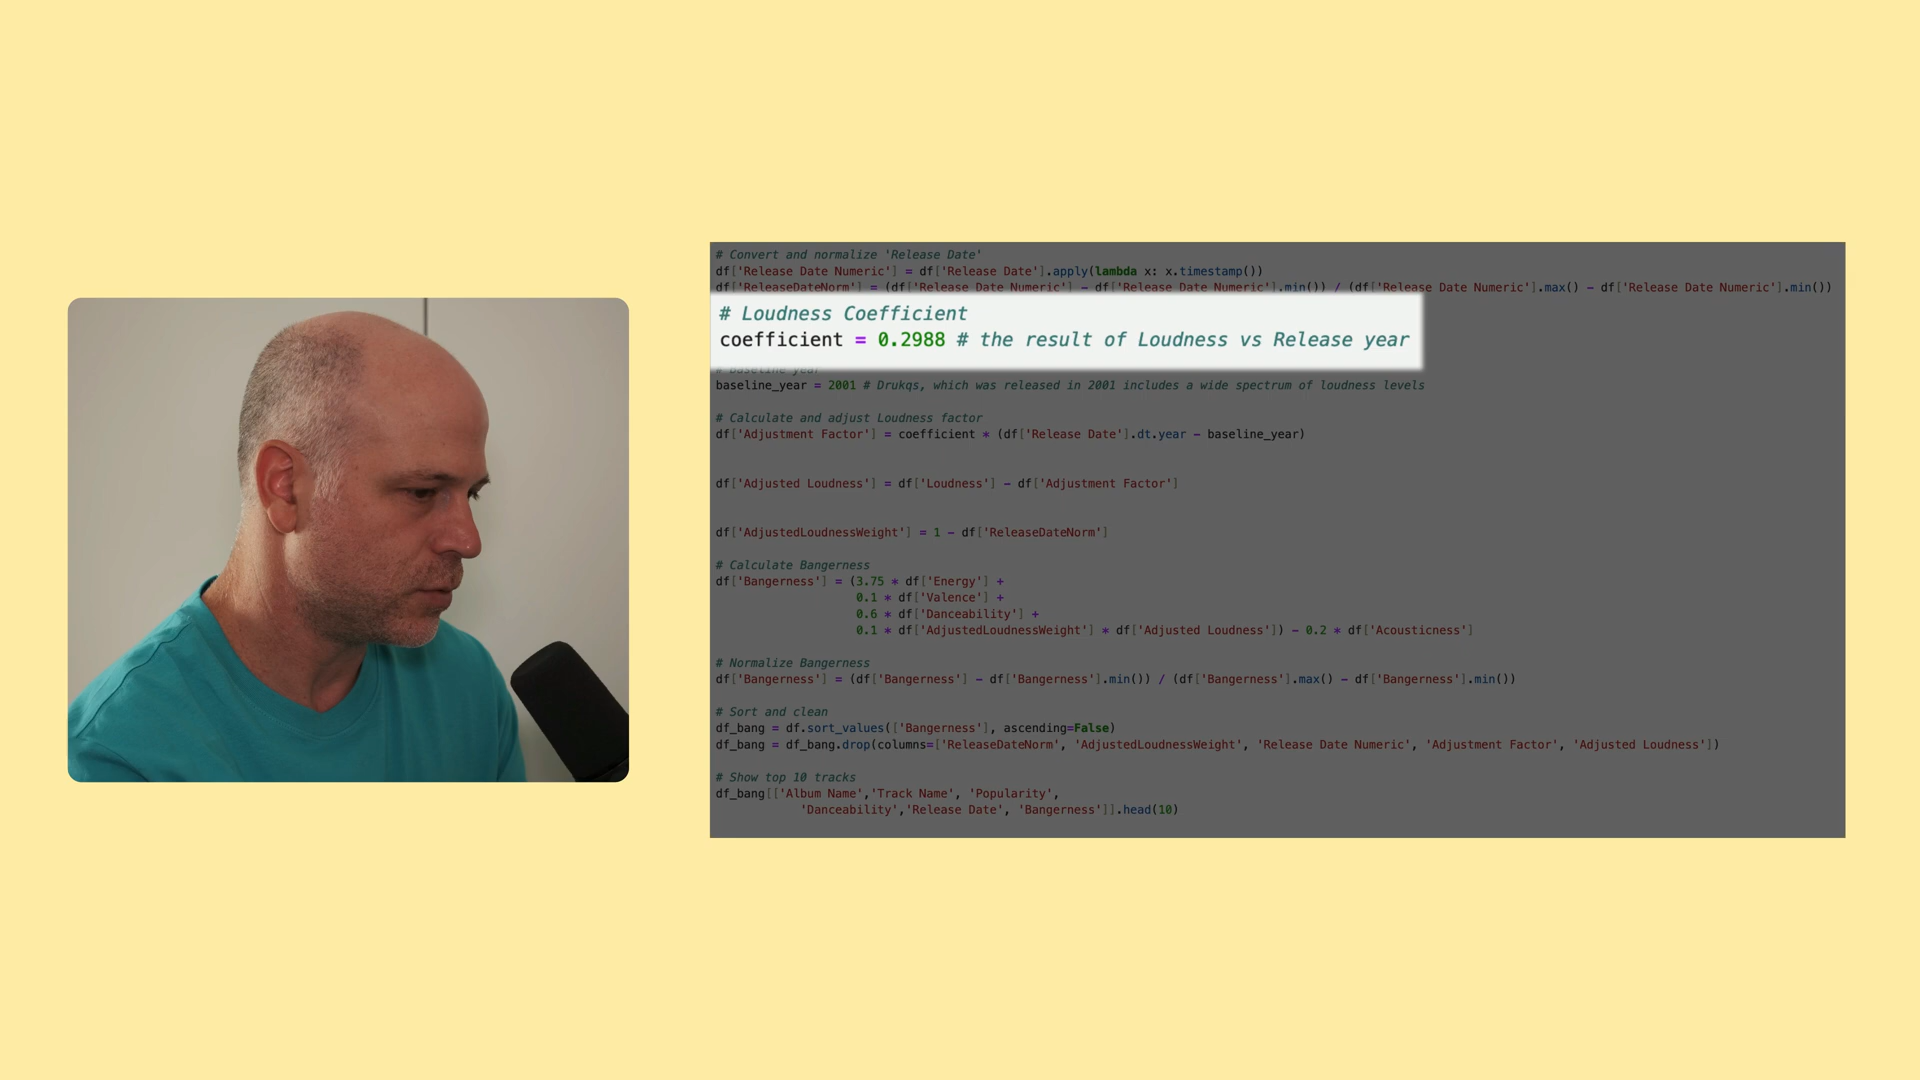 # Convert and normalize 'Release Date'
df['Release Date Numeric'] = df['Release Date'].apply(lambda x: x.timestamp())
df['ReleaseDateNorm'] = (df['Release Date Numeric'] - df['Release Date Numeric'].min()) / (df['Release Date Numeric'].max() - df['Release Date Numeric'].min())
# Loudness Coefficient
coefficient = 0.2988 # the result of Loudness vs Release year
# Baseline year
baseline_year = 2001 # Drukqs, which was released in 2001 includes a wide spectrum of loudness levels
# Calculate and adjust Loudness factor
df['Adjustment Factor'] = coefficient * (df['Release Date'].dt.year - baseline_year)
df['Adjusted Loudness'] = df['Loudness'] - df['Adjustment Factor']
df['AdjustedLoudnessWeight'] = 1 - df['ReleaseDateNorm']
# Calculate Bangerness
df['Bangerness'] = (3.75 * df['Energy'] +
0.1 * df['Valence'] +
0.6 * df['Danceability'] +
0.1 * df['AdjustedLoudnessWeight'] * df['Adjusted Loudness']) - 0.2 * df['Acousticness']
# Normalize Bangerness
df['Bangerness'] = (df['Bangerness'] - df['Bangerness'].min()) / (df['Bangerness'].max() - df['Bangerness'].min())
# Sort and clean
df_bang = df.sort_values(['Bangerness'], ascending=False)
df_bang = df_bang.drop(columns=['ReleaseDateNorm', 'AdjustedLoudnessWeight', 'Release Date Numeric', 'Adjustment Factor', 'Adjusted Loudness'])
# Show top 10 tracks
df_bang[['Album Name','Track Name', 'Popularity',
'Danceability','Release Date', 'Bangerness']].head(10)